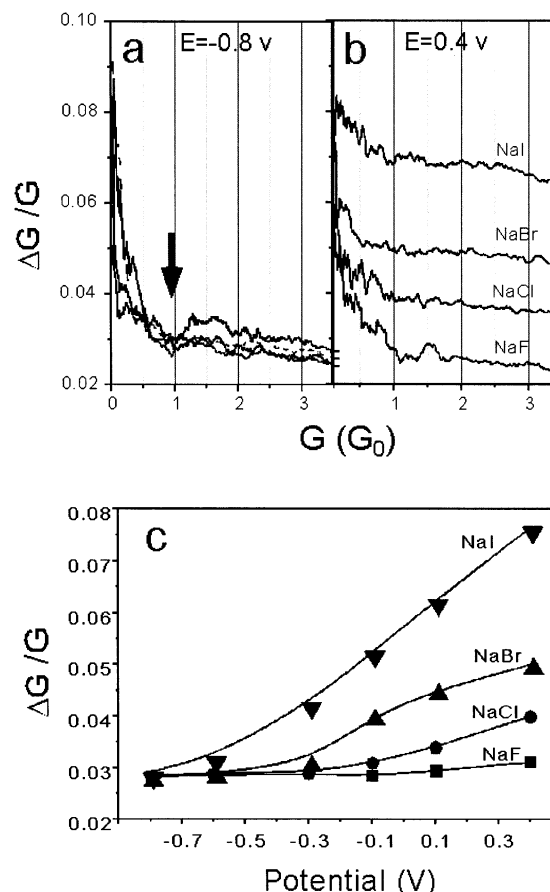 a
E=-0.8 v
b
E=0.4 v
0.10
0.08
0.06
0.04
0.02
ΔG /G
NaI
NaBr
NaCl
NaF
0 1 2 3
1 2 3
G (G₀)
c
0.08
0.07
0.06
0.05
0.04
0.03
0.02
ΔG /G
NaI
NaBr
NaCl
NaF
-0.7 -0.5 -0.3 -0.1 0.1 0.3
Potential (V)